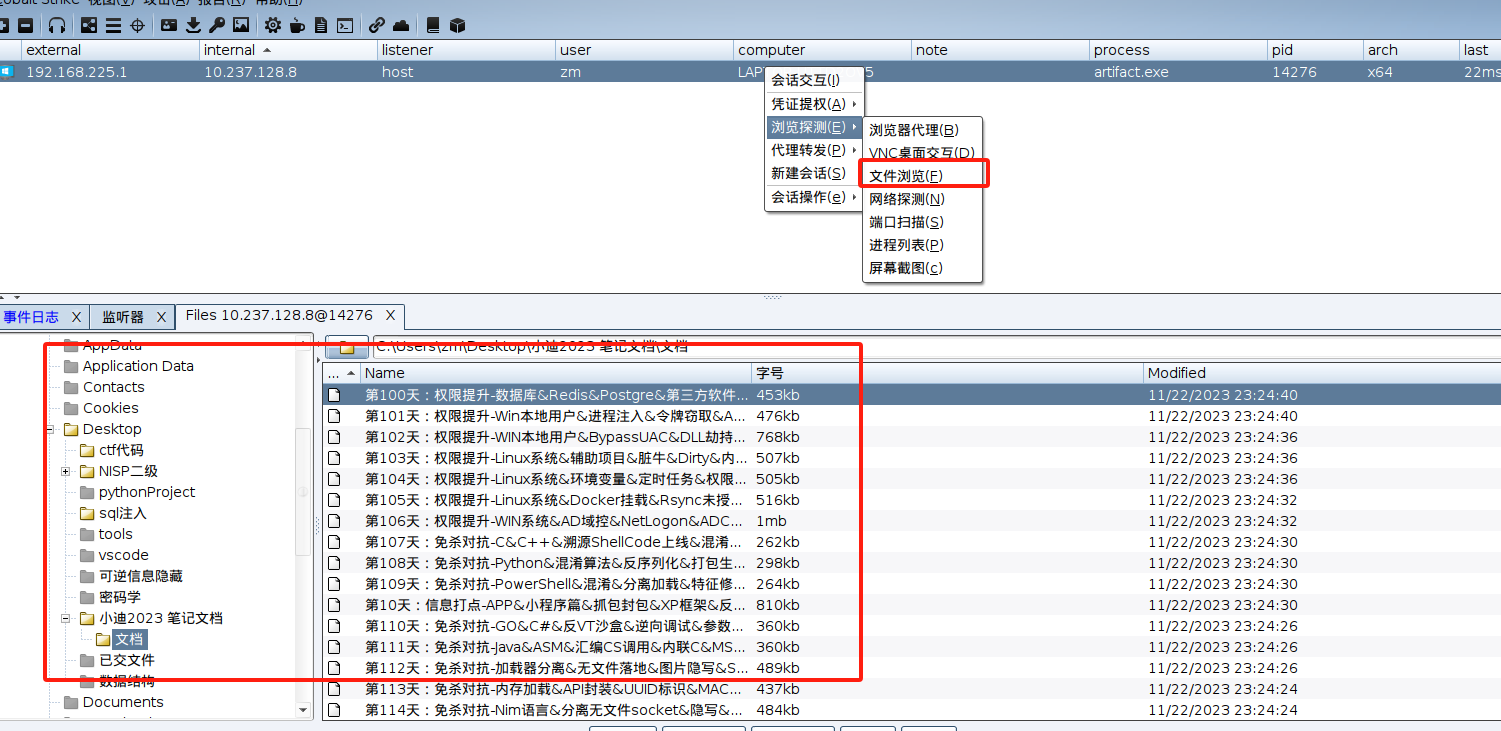 Cobalt Strike 视图(V) 攻击(A) 报告(R) 帮助(H)
external internal listener user computer note process pid arch last
192.168.225.1 10.237.128.8 host zm LAP 5 artifact.exe 14276 x64 22ms
会话交互(I)
凭证提权(A)
浏览探测(E)
代理转发(P)
新建会话(S)
会话操作(e)
浏览器代理(B)
VNC桌面交互(D)
文件浏览(F)
网络探测(N)
端口扫描(S)
进程列表(P)
屏幕截图(c)
事件日志 X 监听器 X Files 10.237.128.8@14276 X
AppData
Application Data
Contacts
Cookies
Desktop
ctf代码
NISP二级
pythonProject
sql注入
tools
vscode
可逆信息隐藏
密码学
小迪2023 笔记文档
文档
已交文件
数据结构
Documents
C:\Users\zm\Desktop\小迪2023 笔记文档\文档
... Name 字号 Modified
第100天：权限提升-数据库&Redis&Postgre&第三方软件... 453kb 11/22/2023 23:24:40
第101天：权限提升-Win本地用户&进程注入&令牌窃取&A... 476kb 11/22/2023 23:24:40
第102天：权限提升-WIN本地用户&BypassUAC&DLL劫持... 768kb 11/22/2023 23:24:36
第103天：权限提升-Linux系统&辅助项目&脏牛&Dirty&内... 507kb 11/22/2023 23:24:36
第104天：权限提升-Linux系统&环境变量&定时任务&权限... 505kb 11/22/2023 23:24:36
第105天：权限提升-Linux系统&Docker挂载&Rsync未授... 516kb 11/22/2023 23:24:32
第106天：权限提升-WIN系统&AD域控&NetLogon&ADC... 1mb 11/22/2023 23:24:32
第107天：免杀对抗-C&C++&溯源ShellCode上线&混淆... 262kb 11/22/2023 23:24:30
第108天：免杀对抗-Python&混淆算法&反序列化&打包生... 298kb 11/22/2023 23:24:30
第109天：免杀对抗-PowerShell&混淆&分离加载&特征修... 264kb 11/22/2023 23:24:30
第10天：信息打点-APP&小程序篇&抓包封包&XP框架&反... 810kb 11/22/2023 23:24:30
第110天：免杀对抗-GO&C#&反VT沙盒&逆向调试&参数... 360kb 11/22/2023 23:24:26
第111天：免杀对抗-Java&ASM&汇编CS调用&内联C&MS... 360kb 11/22/2023 23:24:26
第112天：免杀对抗-加载器分离&无文件落地&图片隐写&S... 489kb 11/22/2023 23:24:26
第113天：免杀对抗-内存加载&API封装&UUID标识&MAC... 437kb 11/22/2023 23:24:24
第114天：免杀对抗-Nim语言&分离无文件socket&隐写&... 484kb 11/22/2023 23:24:24